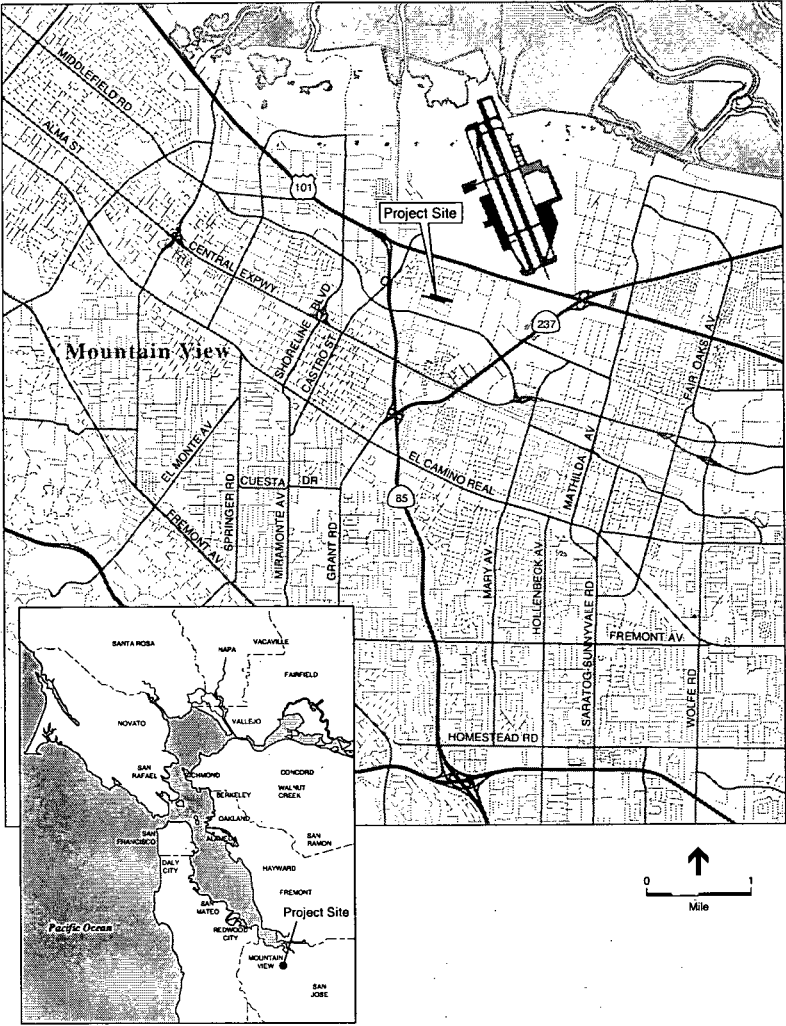 MIDDLEFIELD RD
ALMA ST
101
Project Site
CENTRAL EXPWY
237
SHORELINE BLVD
CASTRO ST
Mountain View
FAIR OAKS AV
EL MONTE AV
EL CAMINO REAL
MATHILDA AV
CUESTA DR
85
SPRINGER RD
FREMONT AV
MIRAMONTE AV
GRANT RD
MARY AV
HOLLENBECK AV
SARATOG-SUNNYVALE RD
FREMONT AV
WOLFE RD
HOMESTEAD RD
SANTA ROSA
NAPA
VACAVILLE
FAIRFIELD
NOVATO
VALLEJO
SAN
RAFAEL
RICHMOND
CONCORD
BERKELEY
WALNUT
CREEK
OAKLAND
SAN
FRANCISCO
ALAMEDA
SAN
RAMON
DALY
CITY
HAYWARD
SAN
MATEO
FREMONT
Project Site
REDWOOD
CITY
Pacific Ocean
MOUNTAIN
VIEW
SAN
JOSE
0 1
Mile